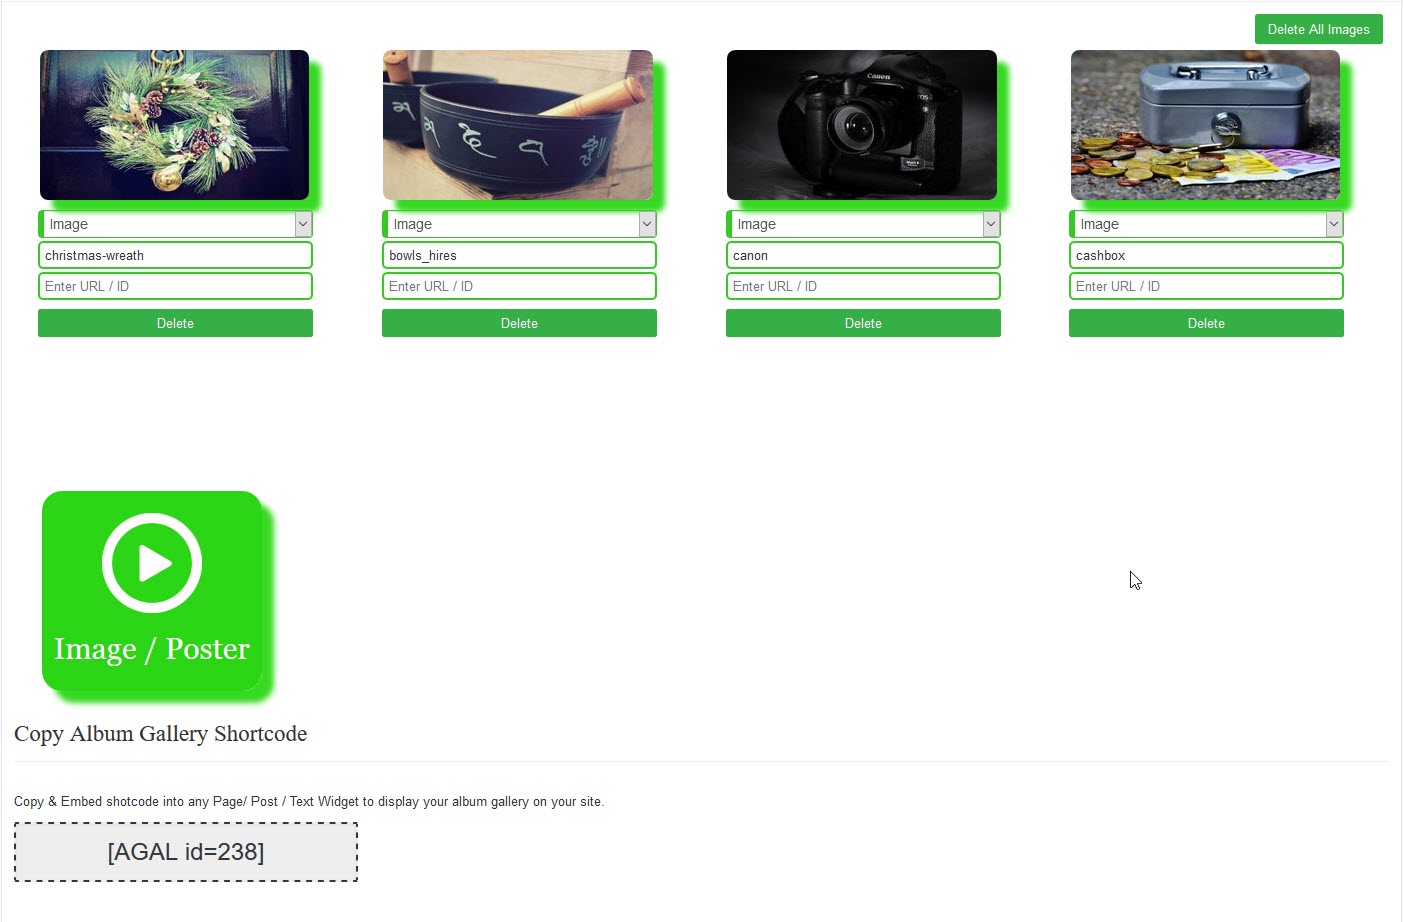 Delete All Images
Canon
Image
Image
Image
Image
christmas-wreath
bowls_hires
canon
cashbox
Enter URL / ID
Enter URL / ID
Enter URL / ID
Enter URL / ID
Delete
Delete
Delete
Delete
Image / Poster
Copy Album Gallery Shortcode
Copy & Embed shotcode into any Page/ Post / Text Widget to display your album gallery on your site.
[AGAL id=238]